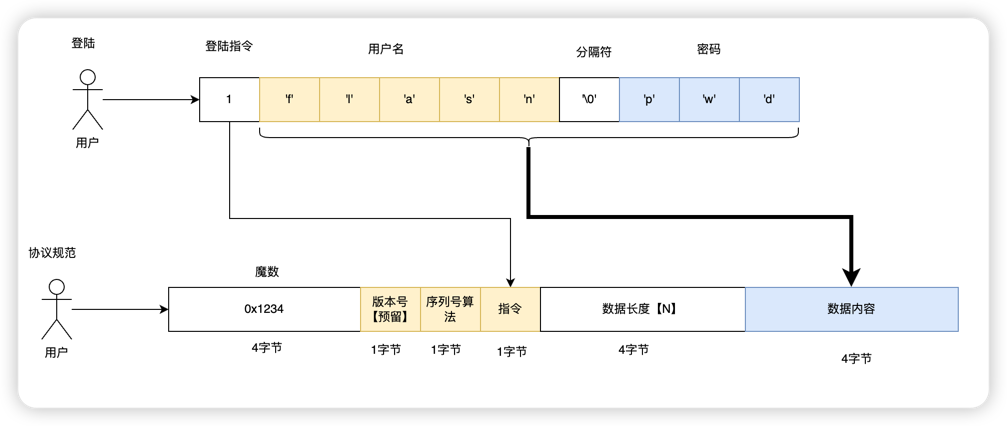 登陆
登陆指令
用户名
分隔符
密码
1
'f'
'l'
'a'
's'
'n'
'\0'
'p'
'w'
'd'
用户
协议规范
魔数
0x1234
版本号
【预留】
序列号算
法
指令
数据长度【N】
数据内容
用户
4字节
1字节
1字节
1字节
4字节
4字节